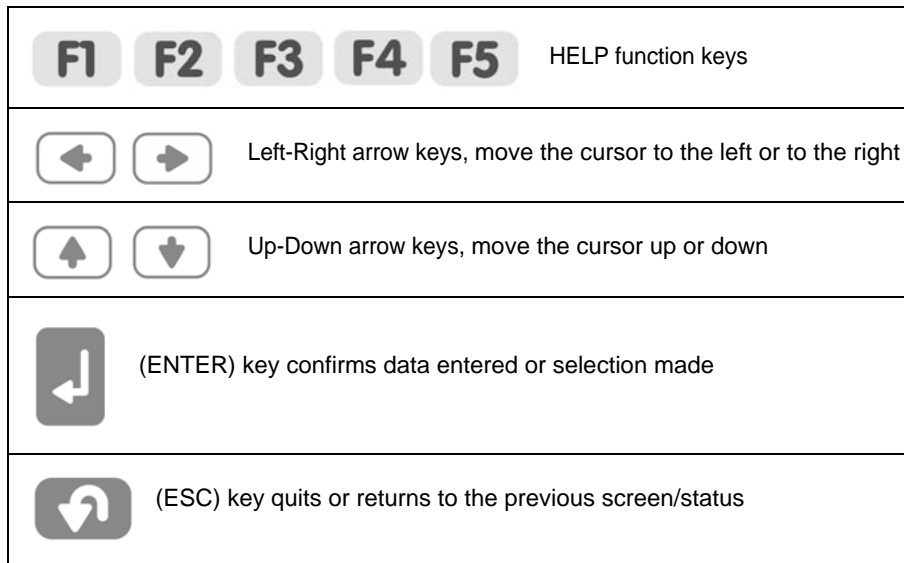 F1 F2 F3 F4 F5 HELP function keys
Left-Right arrow keys, move the cursor to the left or to the right
Up-Down arrow keys, move the cursor up or down
(ENTER) key confirms data entered or selection made
(ESC) key quits or returns to the previous screen/status